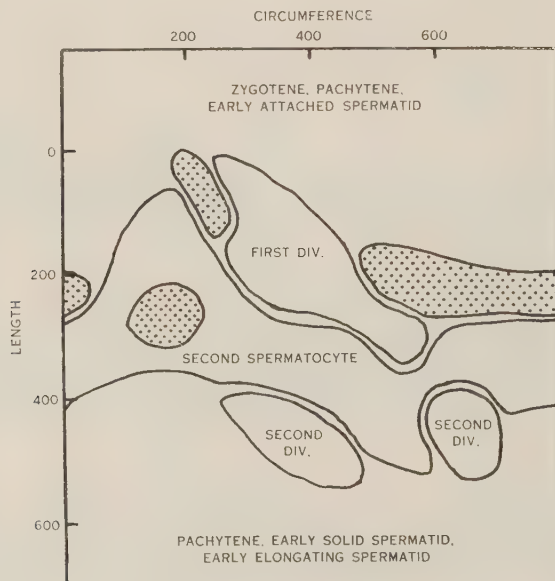 CIRCUMFERENCE
200 400 600
ZYGOTENE, PACHYTENE,
EARLY ATTACHED SPERMATID
0
FIRST DIV.
200
LENGTH
SECOND SPERMATOCYTE
400
SECOND
DIV.
SECOND
DIV.
600
PACHYTENE, EARLY SOLID SPERMATID,
EARLY ELONGATING SPERMATID